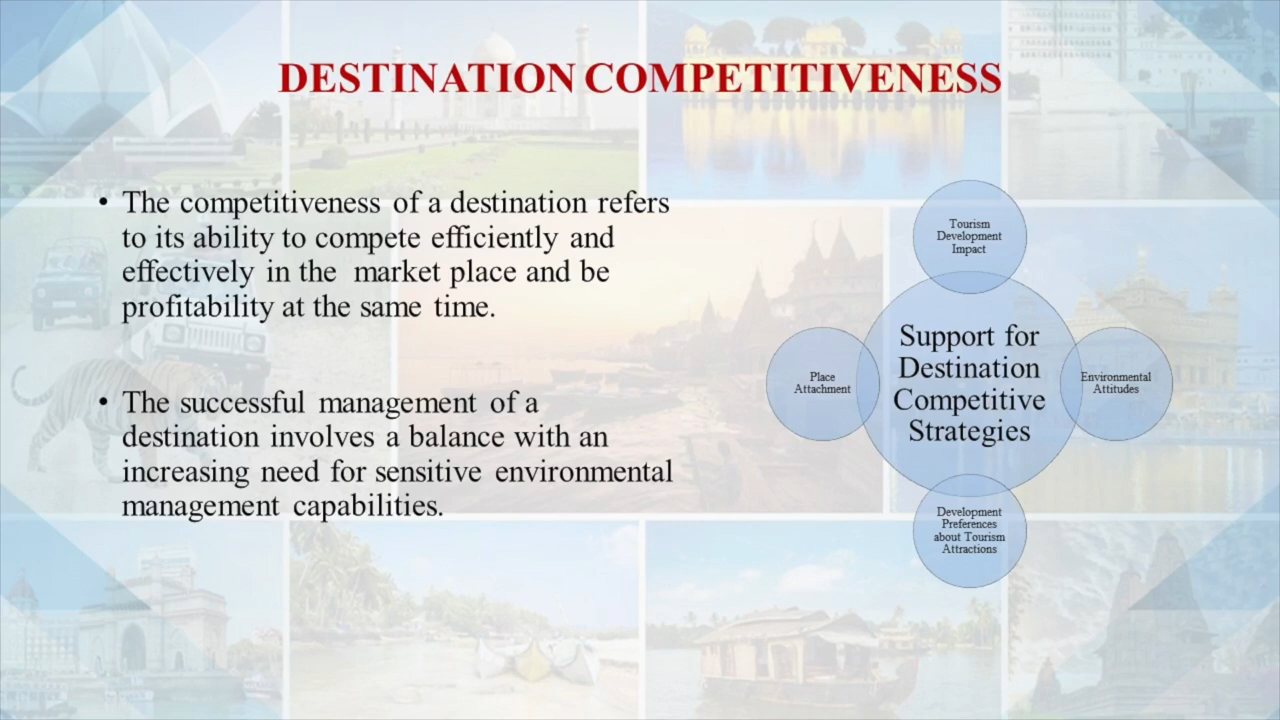 DESTINATION COMPETITIVENESS
• The competitiveness of a destination refers
to its ability to compete efficiently and
effectively in the market place and be
profitability at the same time.
• The successful management of a
destination involves a balance with an
increasing need for sensitive environmental
management capabilities.
Tourism
Development
Impact
Support for
Destination
Competitive
Strategies
Place
Attachment
Environmental
Attitudes
Development
Preferences
about Tourism
Attractions